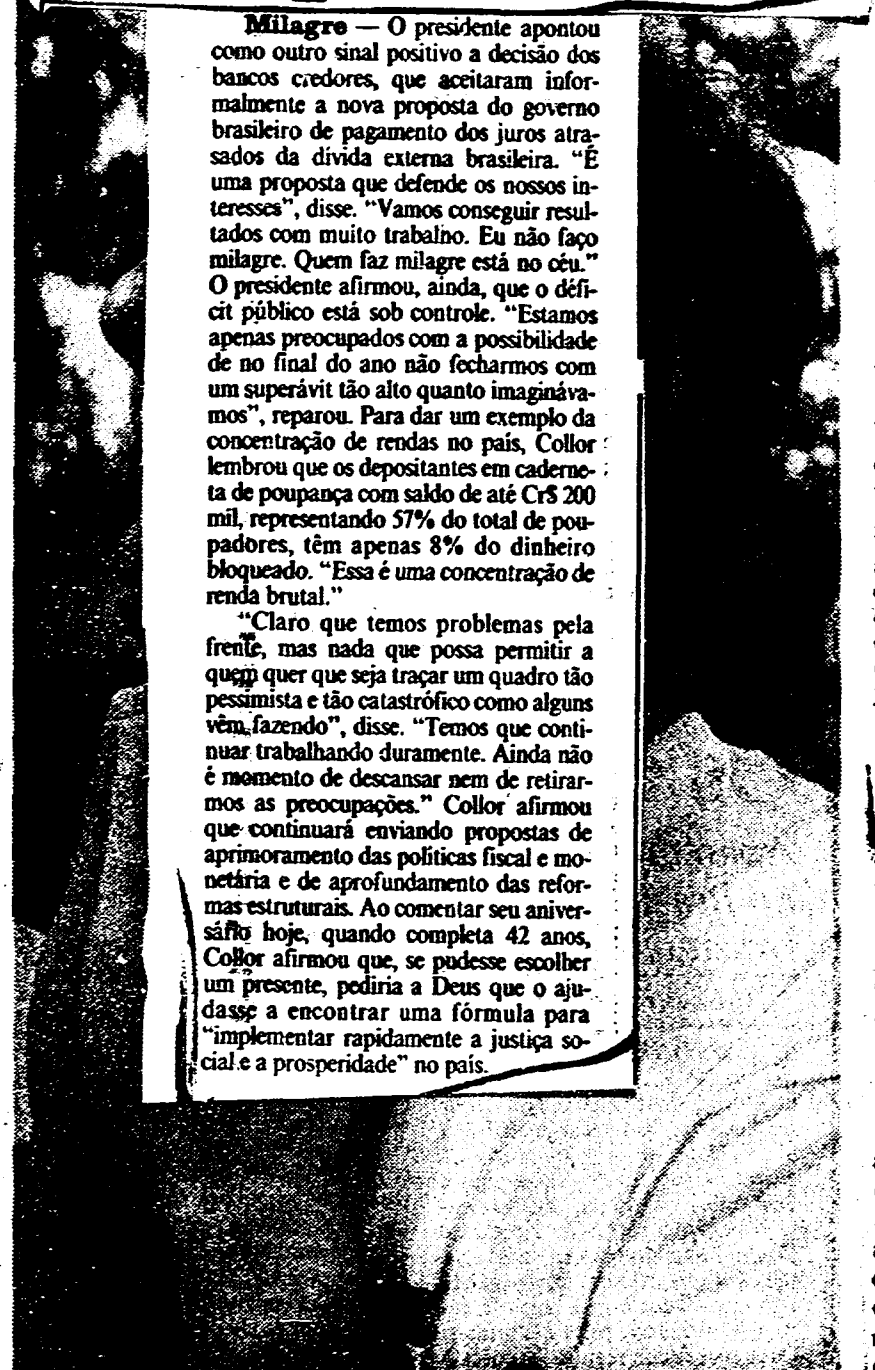 Milagre — O presidente apontou
como outro sinal positivo a decisão dos
bancos credores, que aceitaram infor-
malmente a nova proposta do governo
brasileiro de pagamento dos juros atra-
sados da dívida externa brasileira. “É
uma proposta que defende os nossos in-
teresses”, disse. “Vamos conseguir resul-
tados com muito trabalho. Eu não faço
milagre. Quem faz milagre está no céu.”
O presidente afirmou, ainda, que o défi-
cit público está sob controle. “Estamos
apenas preocupados com a possibilidade
de no final do ano não fecharmos com
um superávit tão alto quanto imagináva-
mos”, reparou. Para dar um exemplo da
concentração de rendas no país, Collor
lembrou que os depositantes em caderne-
ta de poupança com saldo de até Cr$ 200
mil, representando 57% do total de pou-
padores, têm apenas 8% do dinheiro
bloqueado. “Essa é uma concentração de
renda brutal.”
“Claro que temos problemas pela
frente, mas nada que possa permitir a
quem quer que seja traçar um quadro tão
pessimista e tão catastrófico como alguns
vêm fazendo”, disse. “Temos que conti-
nuar trabalhando duramente. Ainda não
é momento de descansar nem de retirar-
mos as preocupações.” Collor afirmou
que continuará enviando propostas de
aprimoramento das políticas fiscal e mo-
netária e de aprofundamento das refor-
mas estruturais. Ao comentar seu aniver-
sário hoje, quando completa 42 anos,
Collor afirmou que, se pudesse escolher
um presente, pediria a Deus que o aju-
dasse a encontrar uma fórmula para
“implementar rapidamente a justiça so-
cial e a prosperidade” no país.